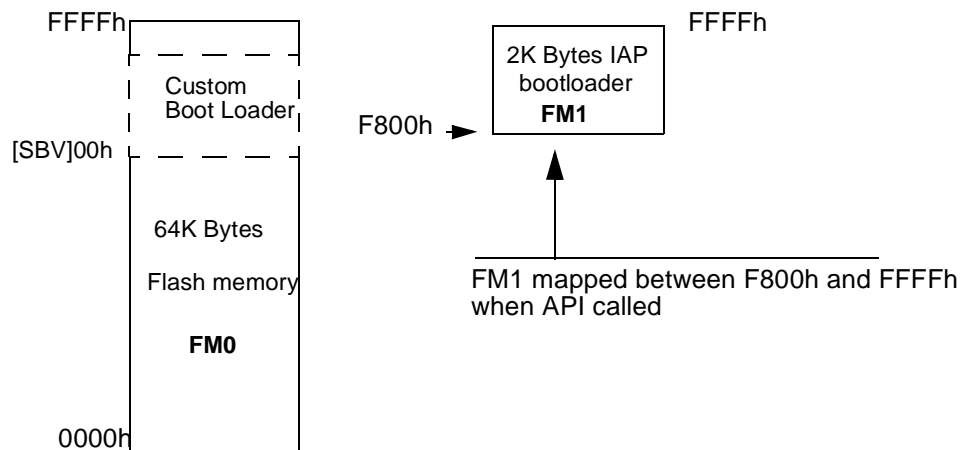 FFFFh
Custom
Boot Loader
[SBV]00h
64K Bytes
Flash memory
FM0
0000h
FFFFh
2K Bytes IAP
bootloader
FM1
F800h
FM1 mapped between F800h and FFFFh
when API called